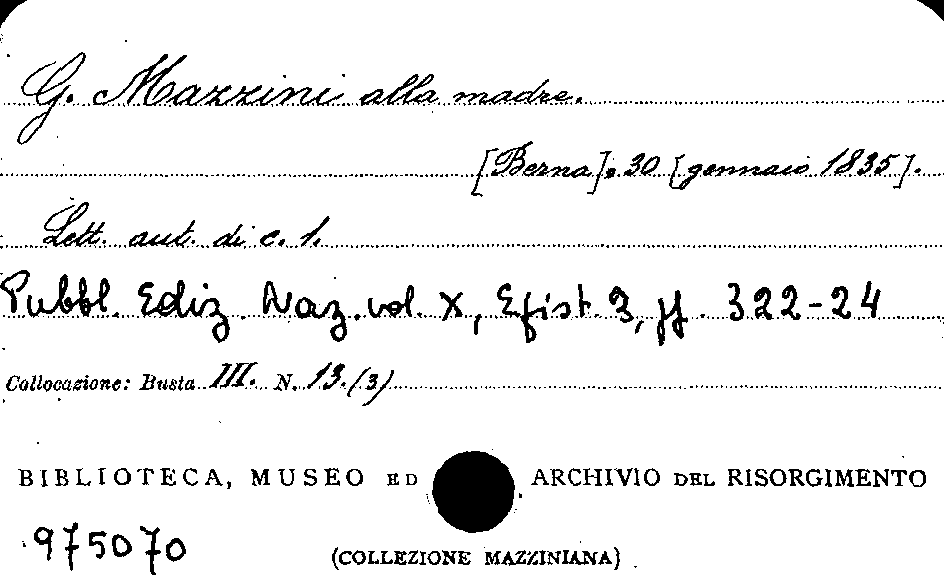 G. Mazzini alla madre.
[Berna], 30 [gennaio 1835].
Lett. aut. di c. 1.
Pubbl. Ediz. Naz. vol. X, Epist. 3, pp. 322-24
Collocazione: Busta III. N. 13.(3)
BIBLIOTECA, MUSEO ED ARCHIVIO DEL RISORGIMENTO
975070
(COLLEZIONE MAZZINIANA)